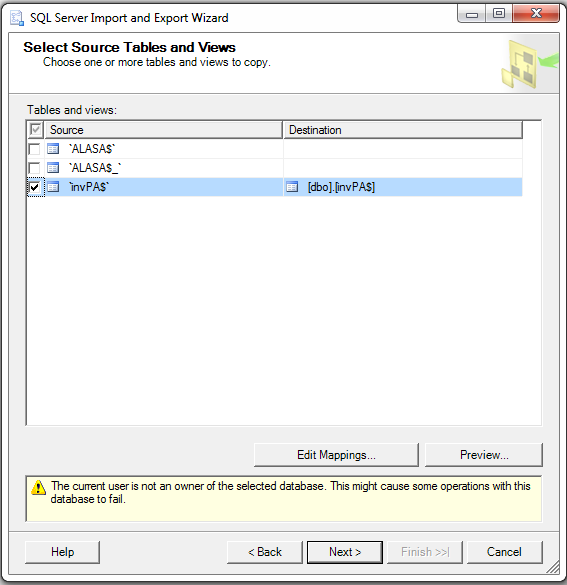 SQL Server Import and Export Wizard
Select Source Tables and Views
Choose one or more tables and views to copy.
Tables and views:
Source Destination
`ALASA$`
`ALASA$_`
`invPA$` [dbo].[invPA$]
Edit Mappings... Preview...
The current user is not an owner of the selected database. This might cause some operations with this
database to fail.
Help < Back Next > Finish >>| Cancel